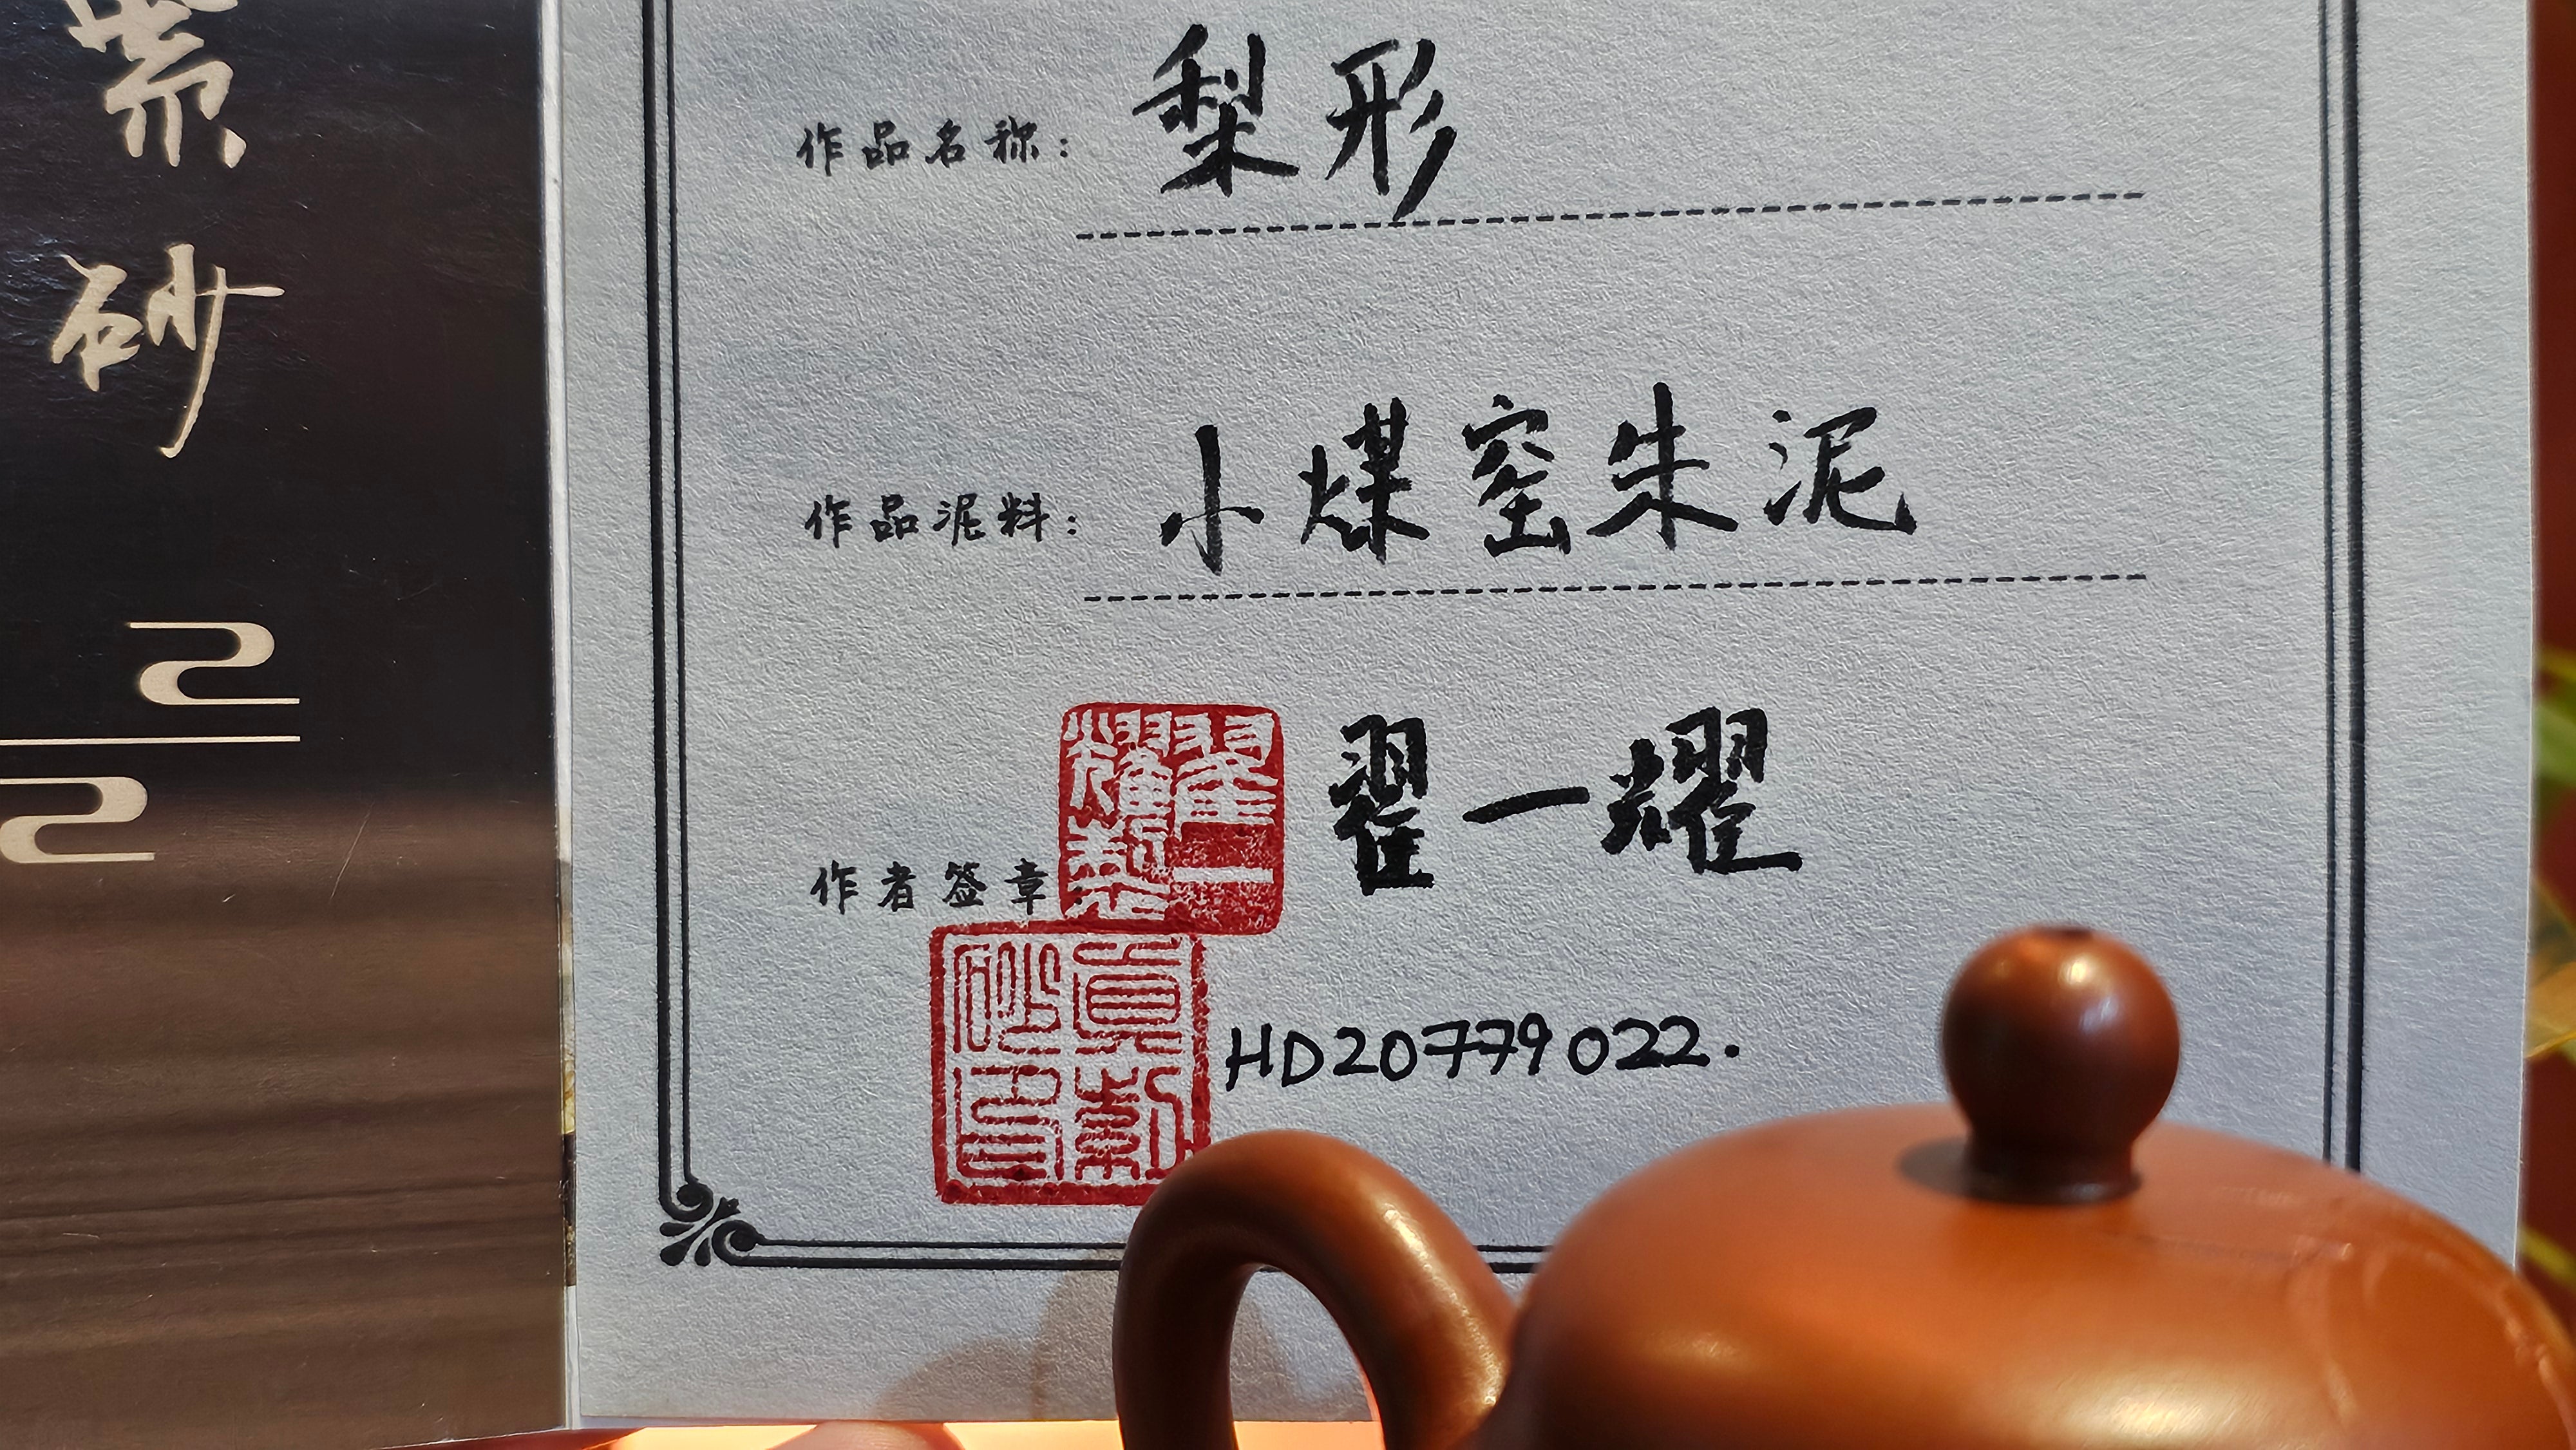 紫砂
作品名称：梨形
作品泥料：小煤窑朱泥
作者签章
翟一耀
HD20779022.